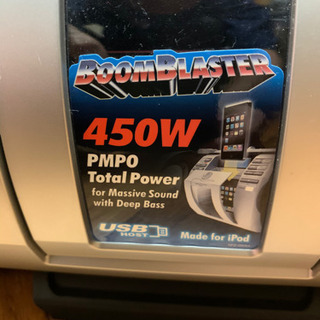 BOOMBLASTER
450W
PMPO
Total Power
for Massive Sound
with Deep Bass
USB
HOST
Made for iPod